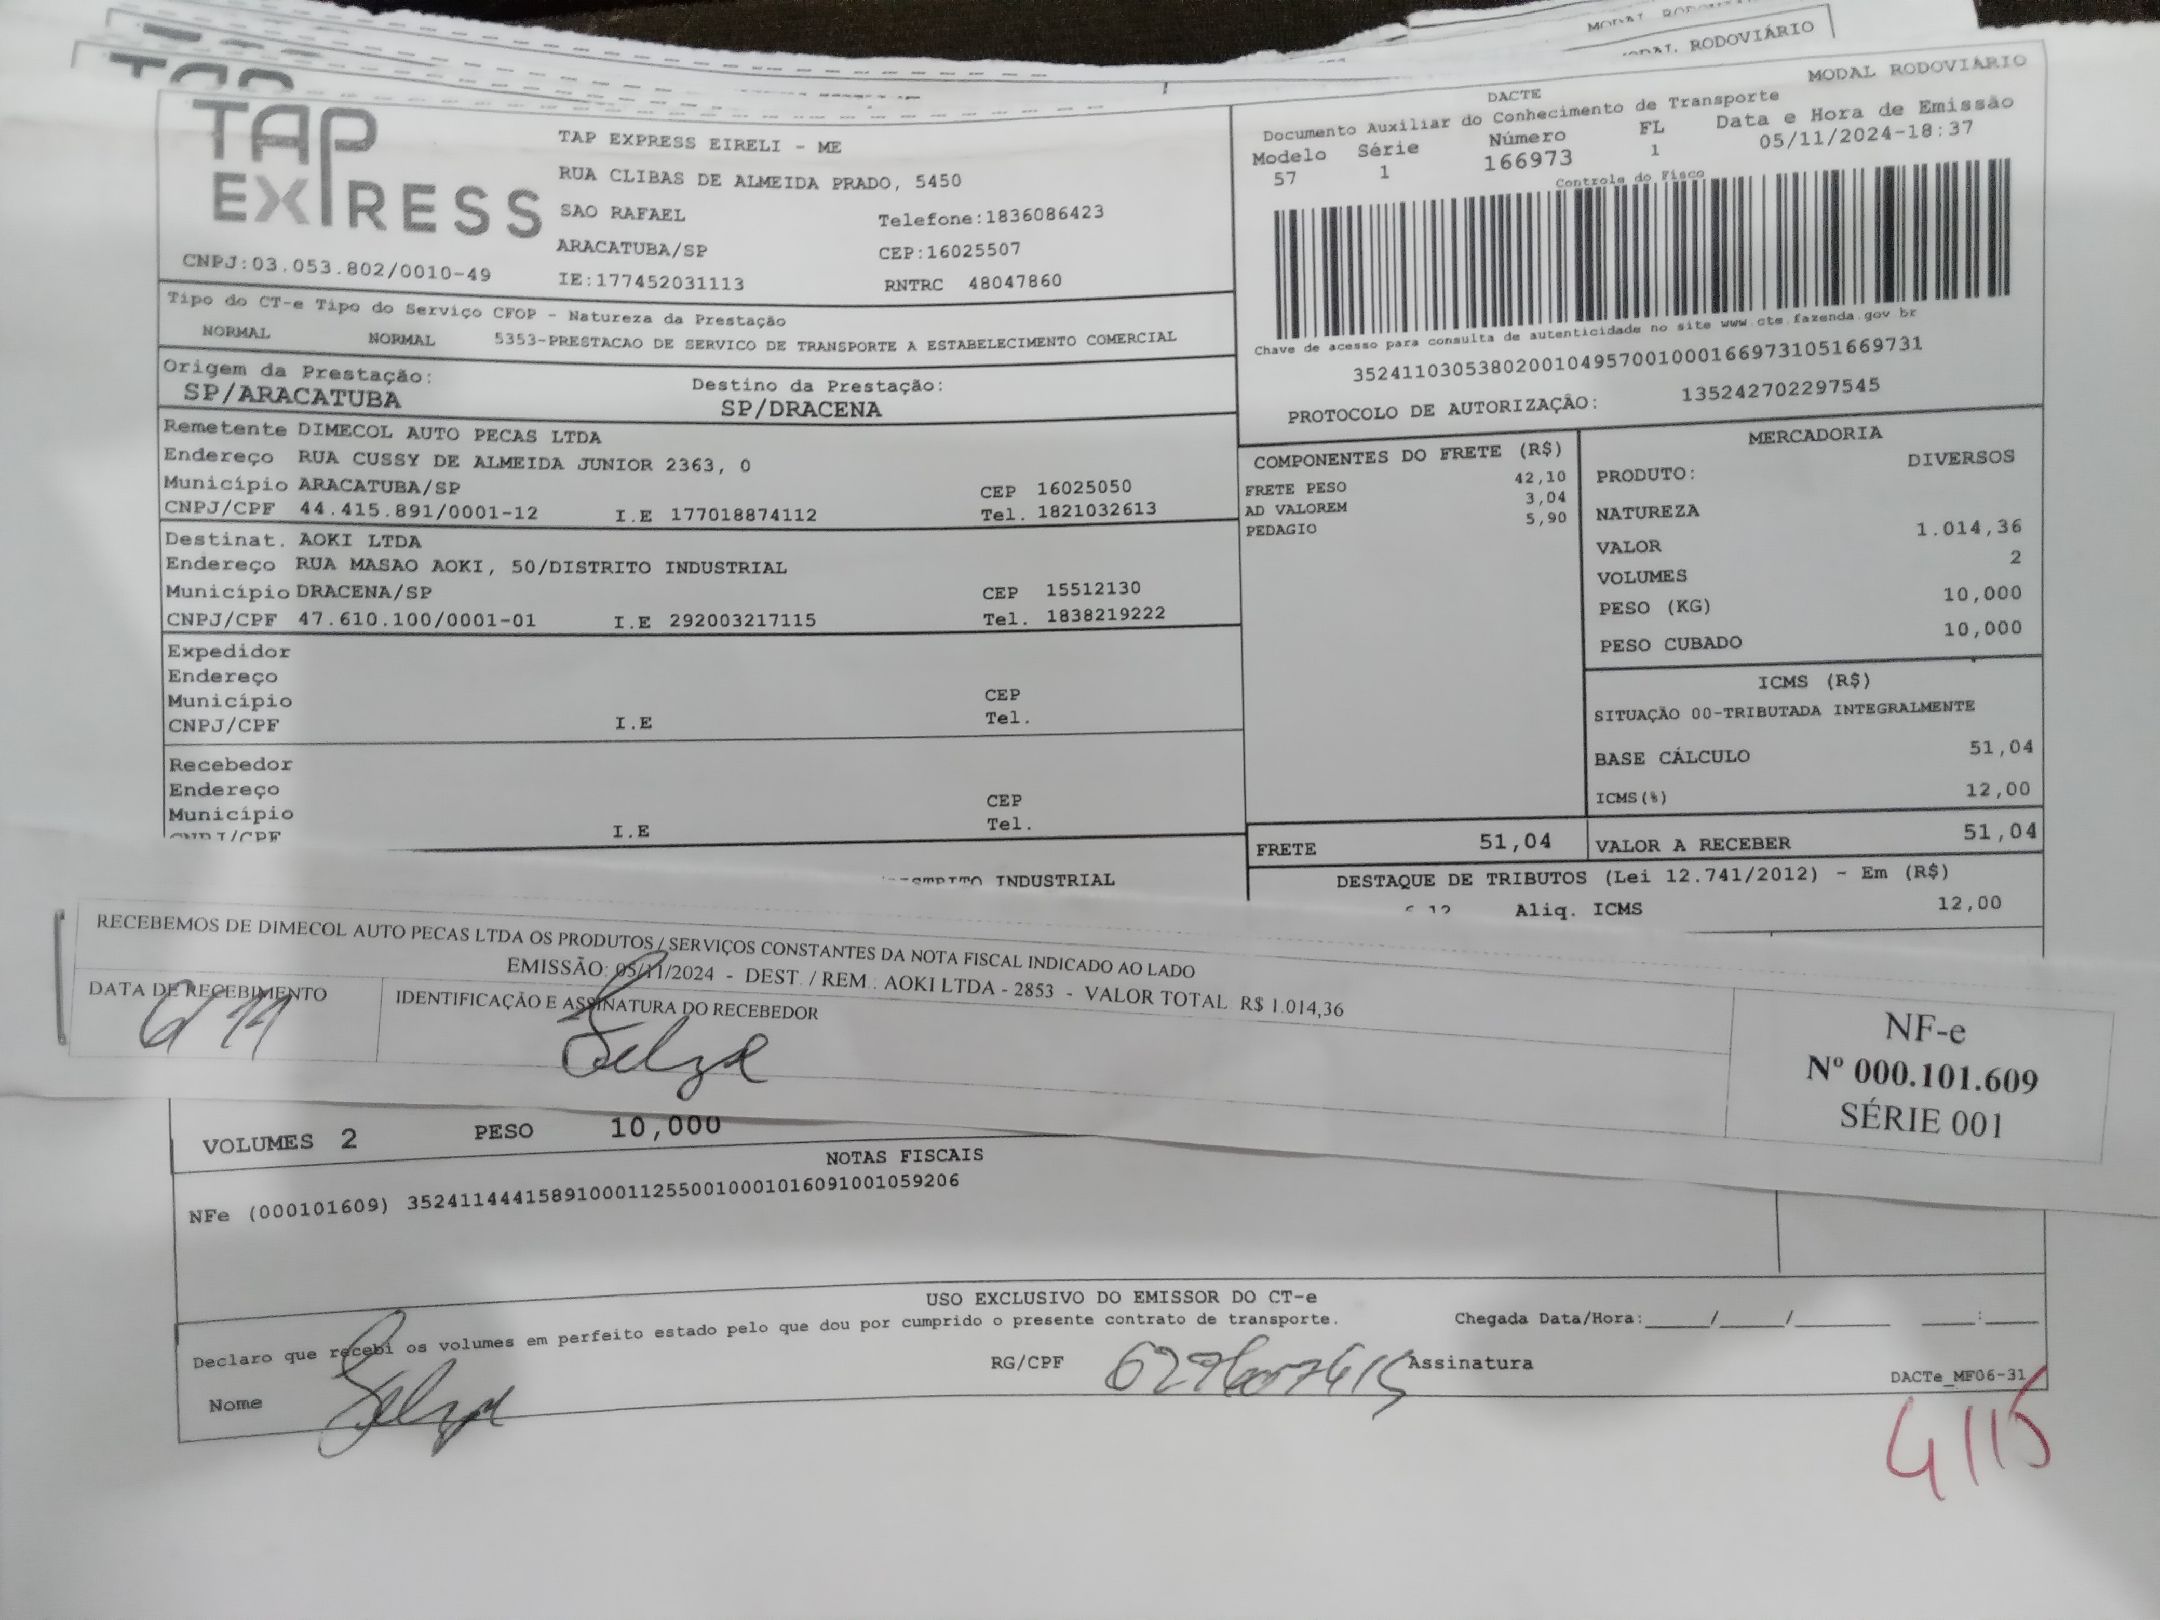 MODAL RODOVIÁRIO
MODAL RODOVIÁRIO
TAP
EXPRESS
CNPJ:03.053.802/0010-49
TAP EXPRESS EIRELI - ME
RUA CLIBAS DE ALMEIDA PRADO, 5450
SAO RAFAEL Telefone:1836086423
ARACATUBA/SP CEP:16025507
IE:177452031113 RNTRC 48047860
DACTE
Documento Auxiliar do Conhecimento de Transporte
Modelo Série Número FL Data e Hora de Emissão
57 1 166973 1 05/11/2024-18:37
Controle do Fisco
Chave de acesso para consulta de autenticidade no site www.cte.fazenda.gov br
35241103053802001049570010001669731051669731
PROTOCOLO DE AUTORIZAÇÃO: 135242702297545
Tipo do CT-e Tipo do Serviço CFOP - Natureza da Prestação
NORMAL NORMAL 5353-PRESTACAO DE SERVICO DE TRANSPORTE A ESTABELECIMENTO COMERCIAL
Origem da Prestação: Destino da Prestação:
SP/ARACATUBA SP/DRACENA
Remetente DIMECOL AUTO PECAS LTDA
Endereço RUA CUSSY DE ALMEIDA JUNIOR 2363, 0
Município ARACATUBA/SP CEP 16025050
CNPJ/CPF 44.415.891/0001-12 I.E 177018874112 Tel. 1821032613
Destinat. AOKI LTDA
Endereço RUA MASAO AOKI, 50/DISTRITO INDUSTRIAL
Município DRACENA/SP CEP 15512130
CNPJ/CPF 47.610.100/0001-01 I.E 292003217115 Tel. 1838219222
Expedidor
Endereço
Município CEP
CNPJ/CPF I.E Tel.
Recebedor
Endereço
Município CEP
CNPJ/CPF I.E Tel.
COMPONENTES DO FRETE (R$)
FRETE PESO 42,10
AD VALOREM 3,04
PEDAGIO 5,90
MERCADORIA
PRODUTO: DIVERSOS
NATUREZA
VALOR 1.014,36
VOLUMES 2
PESO (KG) 10,000
PESO CUBADO 10,000
ICMS (R$)
SITUAÇÃO 00-TRIBUTADA INTEGRALMENTE
BASE CÁLCULO 51,04
ICMS(%) 12,00
FRETE 51,04 VALOR A RECEBER 51,04
DESTAQUE DE TRIBUTOS (Lei 12.741/2012) - Em (R$)
Aliq. ICMS 12,00
INDUSTRIAL
RECEBEMOS DE DIMECOL AUTO PECAS LTDA OS PRODUTOS / SERVIÇOS CONSTANTES DA NOTA FISCAL INDICADO AO LADO
EMISSÃO: 05/11/2024 - DEST. / REM.: AOKI LTDA - 2853 - VALOR TOTAL R$ 1.014,36
DATA DE RECEBIMENTO IDENTIFICAÇÃO E ASSINATURA DO RECEBEDOR
6/11
NF-e
Nº 000.101.609
SÉRIE 001
VOLUMES 2 PESO 10,000
NOTAS FISCAIS
NFe (000101609) 35241144415891000112550010001016091001059206
USO EXCLUSIVO DO EMISSOR DO CT-e
Declaro que recebi os volumes em perfeito estado pelo que dou por cumprido o presente contrato de transporte. Chegada Data/Hora:_____/_____/_______ ____:____
Nome RG/CPF Assinatura
DACTe_MF06-31
4115